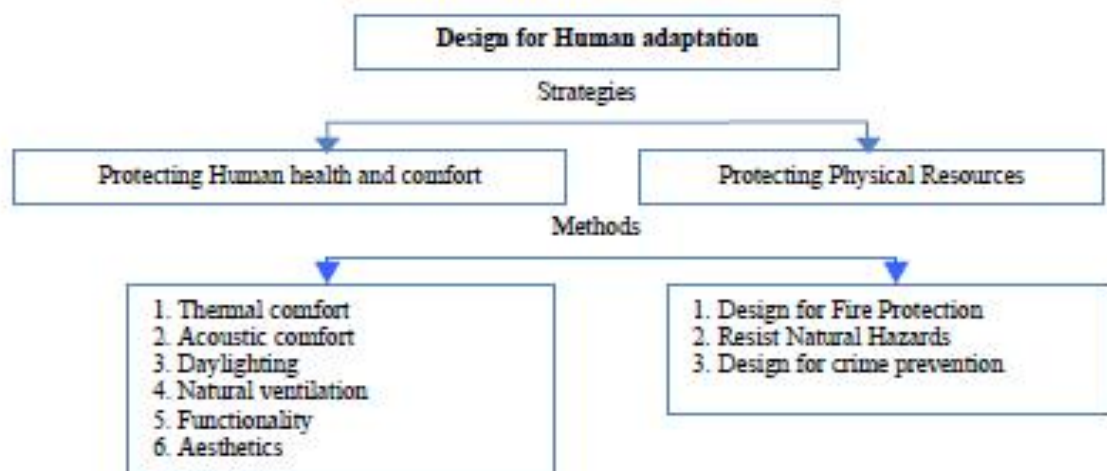 Design for Human adaptation
Strategies
Protecting Human health and comfort
Protecting Physical Resources
Methods
1. Thermal comfort
2. Acoustic comfort
3. Daylighting
4. Natural ventilation
5. Functionality
6. Aesthetics
1. Design for Fire Protection
2. Resist Natural Hazards
3. Design for crime prevention